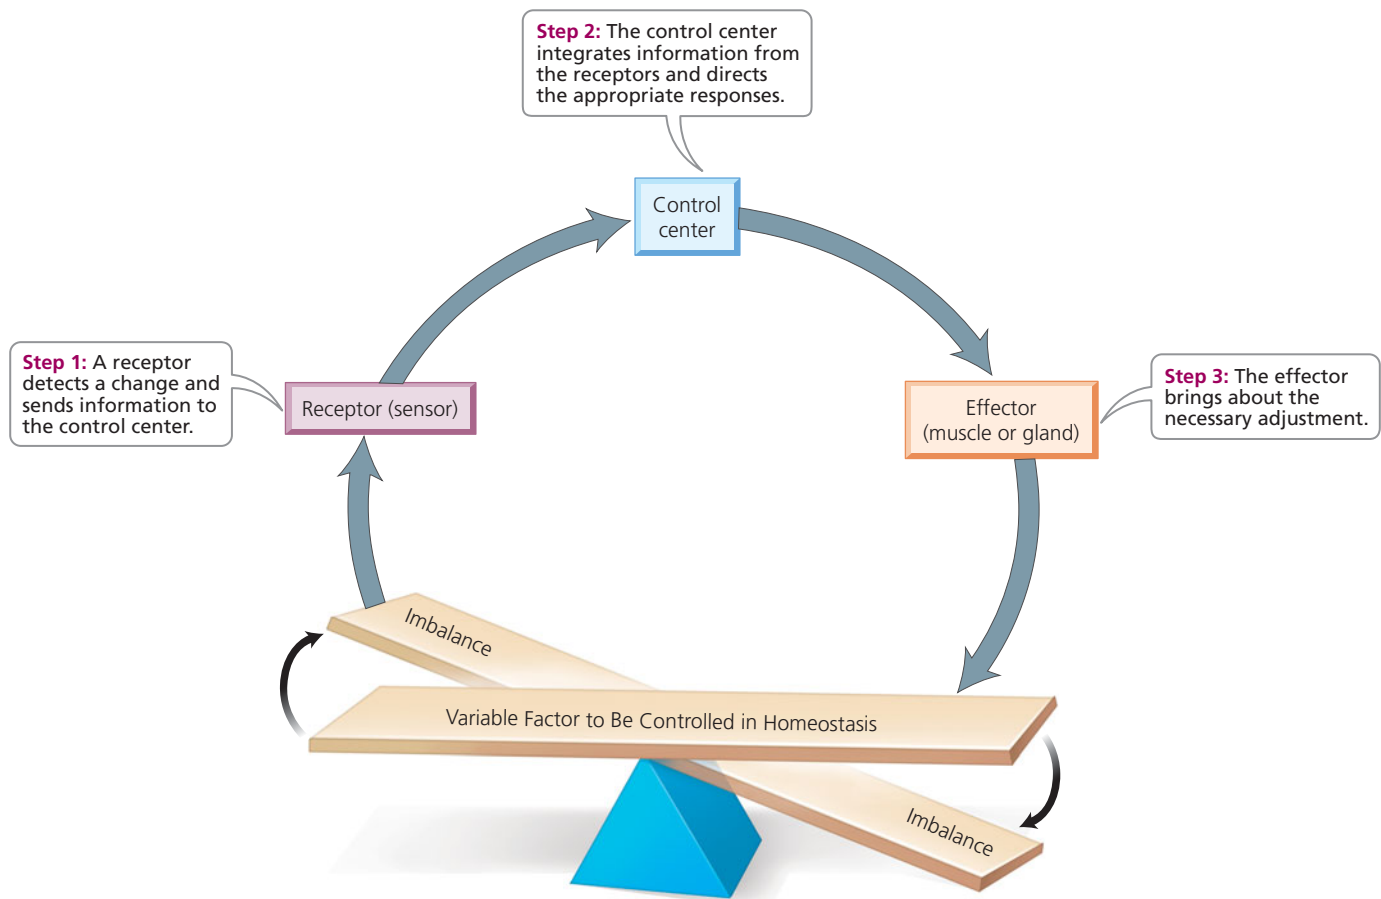 Step 2: The control center
integrates information from
the receptors and directs
the appropriate responses.
Control
center
Step 1: A receptor
detects a change and
sends information to
the control center.
Receptor (sensor)
Effector
(muscle or gland)
Step 3: The effector
brings about the
necessary adjustment.
Imbalance
Variable Factor to Be Controlled in Homeostasis
Imbalance